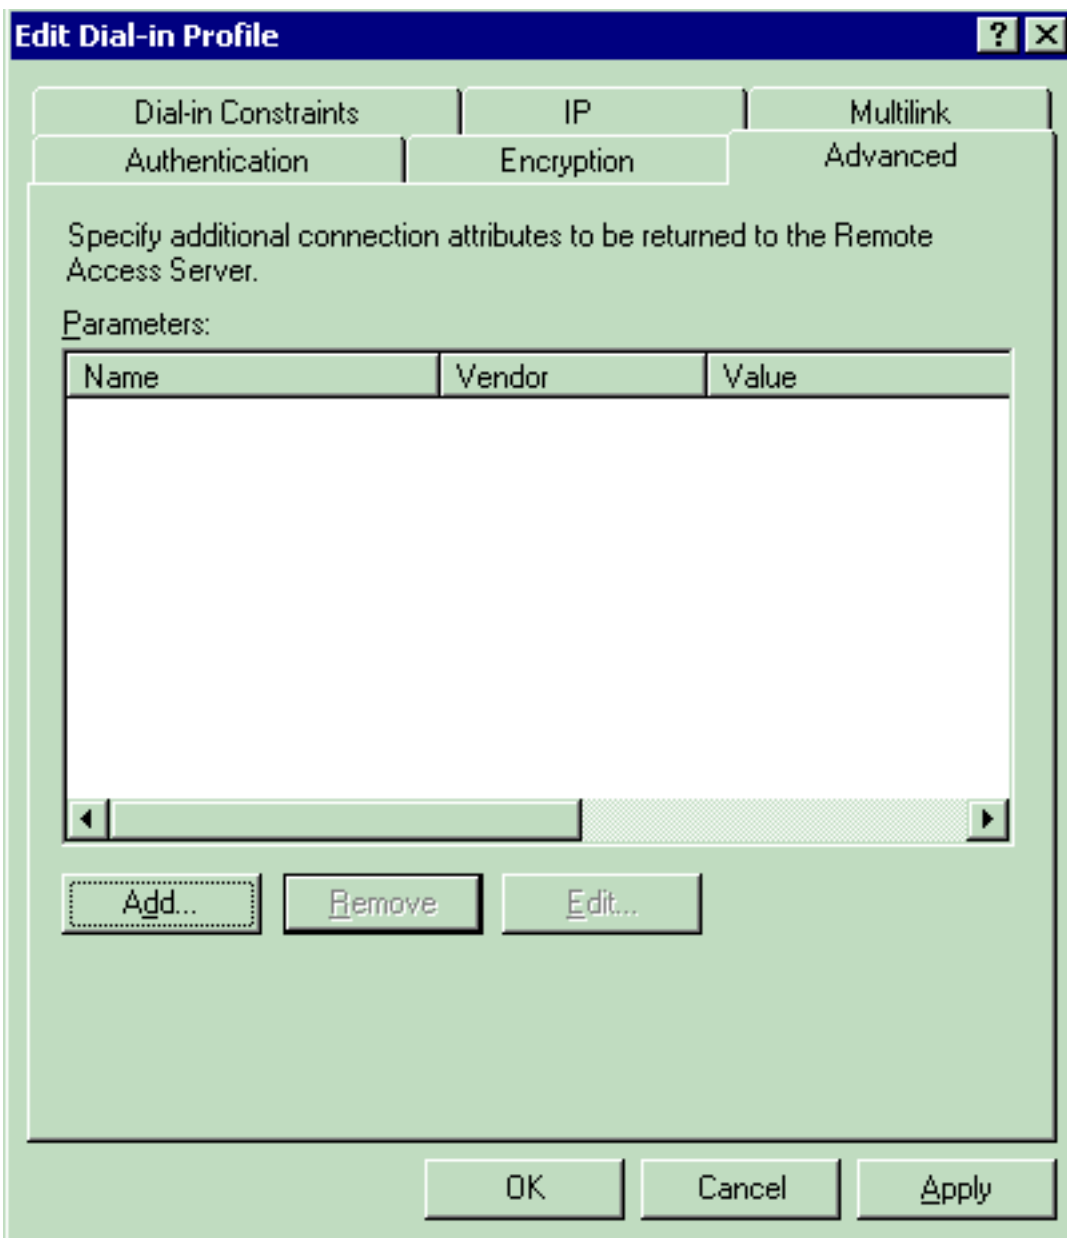 Edit Dial-in Profile
Dial-in Constraints IP Multilink
Authentication Encryption Advanced
Specify additional connection attributes to be returned to the Remote
Access Server.
Parameters:
Name Vendor Value
Add... Remove Edit...
OK Cancel Apply